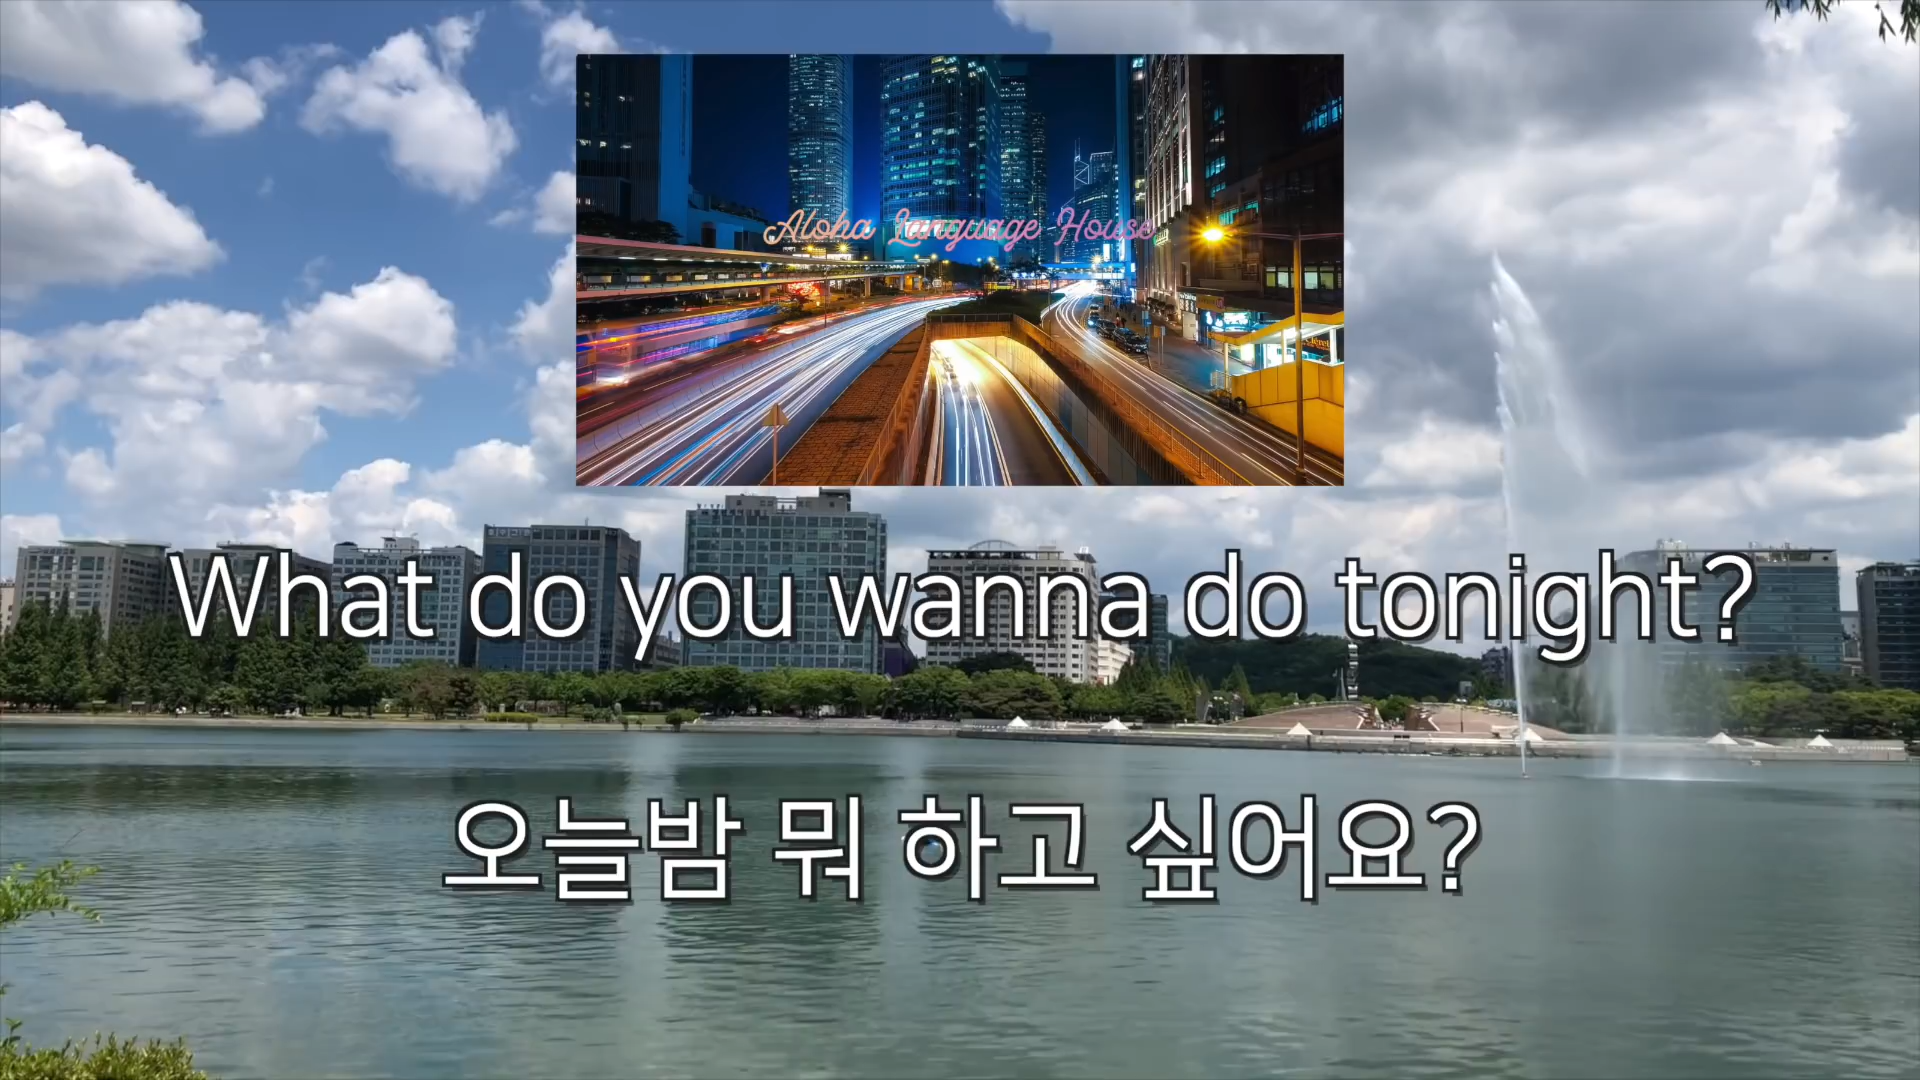 Aloha Language House
What do you wanna do tonight?
오늘밤 뭐 하고 싶어요?